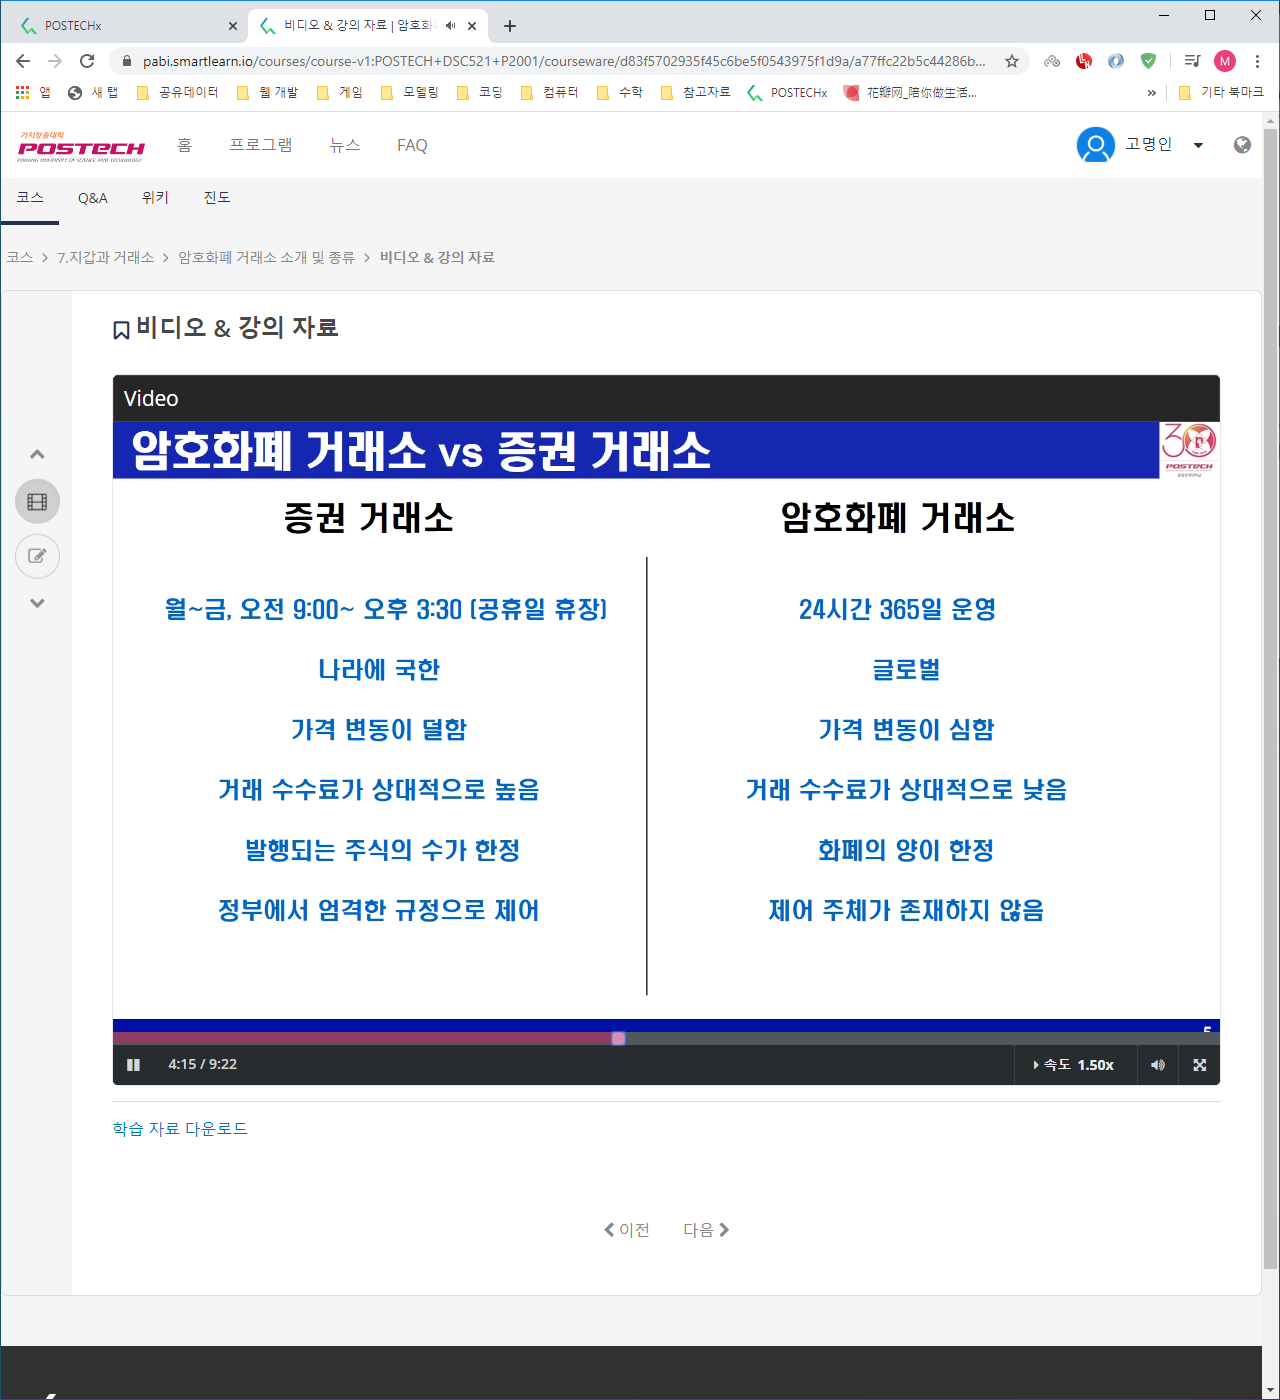 POSTECHx
비디오 & 강의 자료 | 암호화
pabi.smartlearn.io/courses/course-v1:POSTECH+DSC521+P2001/courseware/d83f5702935f45c6be5f0543975f1d9a/a77ffc22b5c44286b...
M
앱 새 탭 공유데이터 웹 개발 게임 모델링 코딩 컴퓨터 수학 참고자료 POSTECHx 花瓣网_陪你做生活... » 기타 북마크
가치창출대학
POSTECH
POHANG UNIVERSITY OF SCIENCE AND TECHNOLOGY
홈 프로그램 뉴스 FAQ 고명인
코스 Q&A 위키 진도
코스 > 7.지갑과 거래소 > 암호화폐 거래소 소개 및 종류 > 비디오 & 강의 자료
비디오 & 강의 자료
Video
암호화폐 거래소 vs 증권 거래소
30
POSTECH
증권 거래소 암호화폐 거래소
월~금, 오전 9:00~ 오후 3:30 (공휴일 휴장) 24시간 365일 운영
나라에 국한 글로벌
가격 변동이 덜함 가격 변동이 심함
거래 수수료가 상대적으로 높음 거래 수수료가 상대적으로 낮음
발행되는 주식의 수가 한정 화폐의 양이 한정
정부에서 엄격한 규정으로 제어 제어 주체가 존재하지 않음
5
4:15 / 9:22 속도 1.50x
학습 자료 다운로드
이전 다음